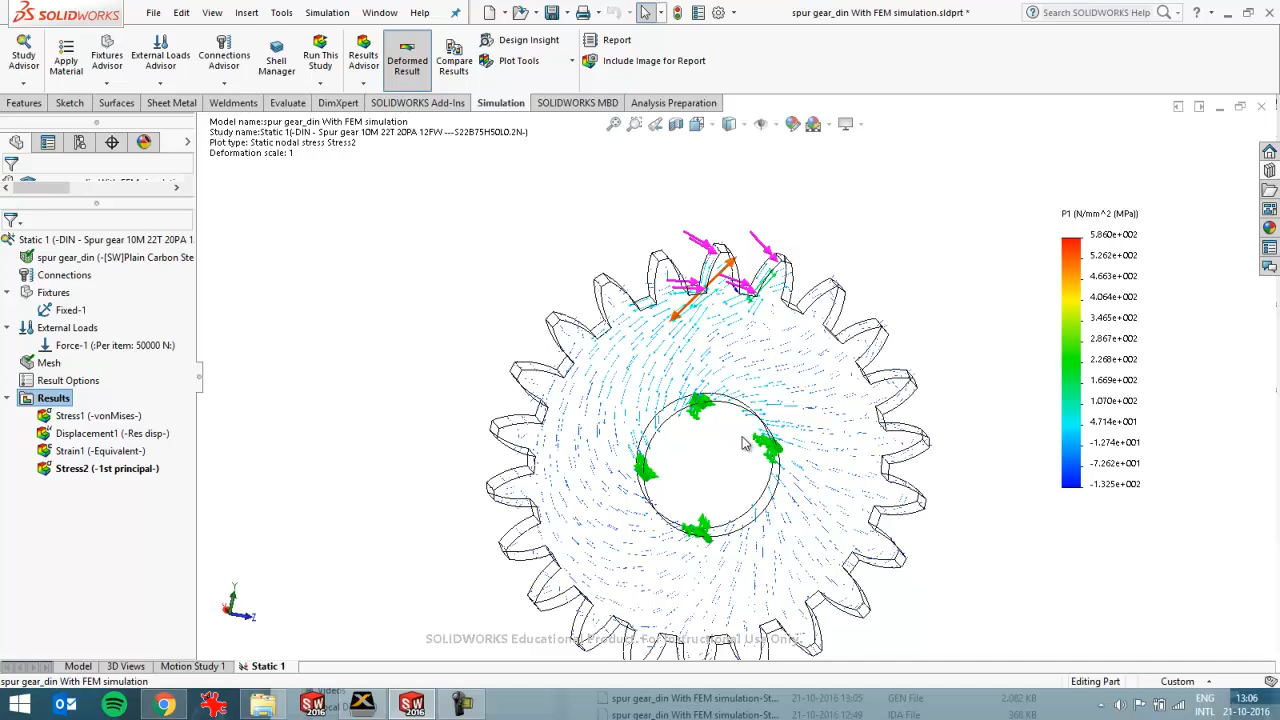 SOLIDWORKS File Edit View Insert Tools Simulation Window Help spur gear_din With FEM simulation.sldprt * Search SOLIDWORKS Help
Study Advisor
Apply Material
Fixtures Advisor
External Loads Advisor
Connections Advisor
Shell Manager
Run This Study
Results Advisor
Deformed Result
Compare Results
Design Insight
Plot Tools
Report
Include Image for Report
Features Sketch Surfaces Sheet Metal Weldments Evaluate DimXpert SOLIDWORKS Add-Ins Simulation SOLIDWORKS MBD Analysis Preparation
Model name:spur gear_din With FEM simulation
Study name:Static 1(-DIN - Spur gear 10M 22T 20PA 12FW ---S22B75H50L0.2N-)
Plot type: Static nodal stress Stress2
Deformation scale: 1
Static 1 (-DIN - Spur gear 10M 22T 20PA 1
spur gear_din (-[SW]Plain Carbon Ste
Connections
Fixtures
Fixed-1
External Loads
Force-1 (:Per item: 50000 N:)
Mesh
Result Options
Results
Stress1 (-vonMises-)
Displacement1 (-Res disp-)
Strain1 (-Equivalent-)
Stress2 (-1st principal-)
P1 (N/mm^2 (MPa))
5.860e+002
5.262e+002
4.663e+002
4.064e+002
3.465e+002
2.867e+002
2.268e+002
1.669e+002
1.070e+002
4.714e+001
-1.274e+001
-7.262e+001
-1.325e+002
Y
Z
SOLIDWORKS Educational Product. For Instructional Use Only.
Model 3D Views Motion Study 1 Static 1
spur gear_din With FEM simulation Editing Part Custom
Videos
spur gear_din With FEM simulation-St... 21-10-2016 13:05 GEN File 2.082 KB
spur gear_din With FEM simulation-St... 21-10-2016 12:49 IDA File 368 KB
SW 2016
SW 2016
ENG
INTL
13:06
21-10-2016